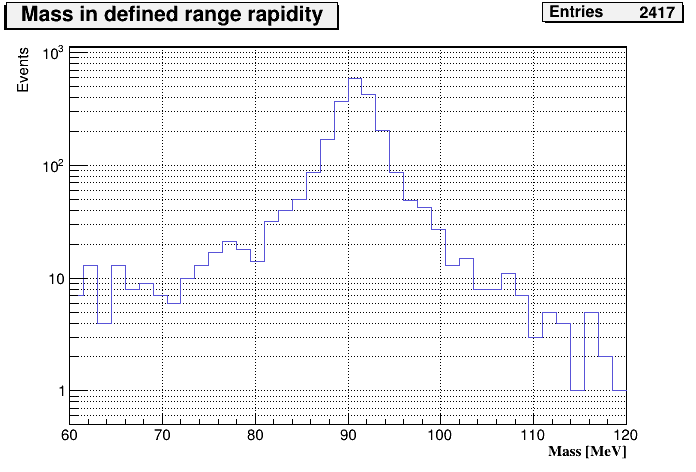 Mass in defined range rapidity
Entries 2417
Events
10³
10²
10
1
60 70 80 90 100 110 120
Mass [MeV]